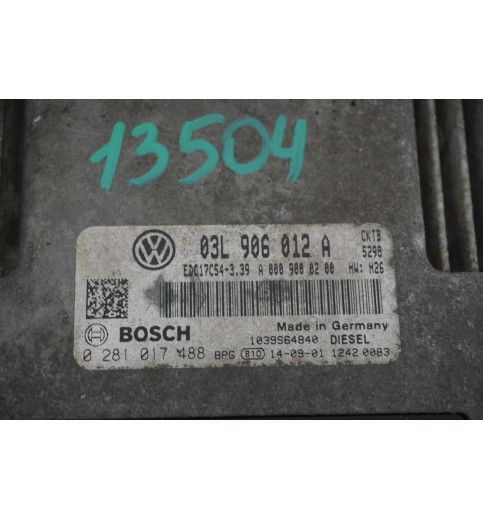 13504
03L 906 012 A
CKTB
5298
EDC17C54-3.39 A 000 900 02 00 HW: H26
BOSCH
Made in Germany
1039S64840 DIESEL
0 281 017 488 BPG 810 14-09-01 1242 0083